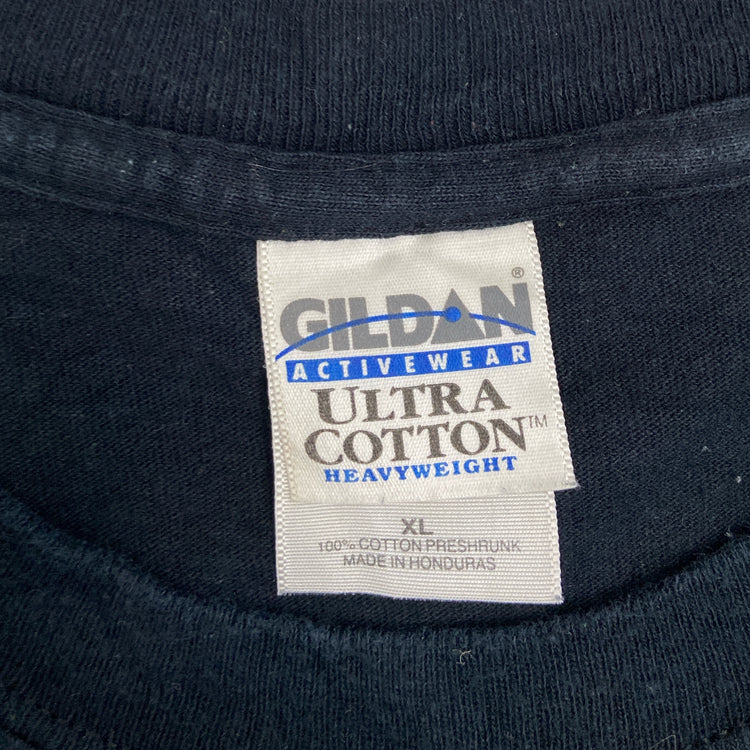 GILDAN®
ACTIVEWEAR
ULTRA
COTTON™
HEAVYWEIGHT
XL
100% COTTON PRESHRUNK
MADE IN HONDURAS